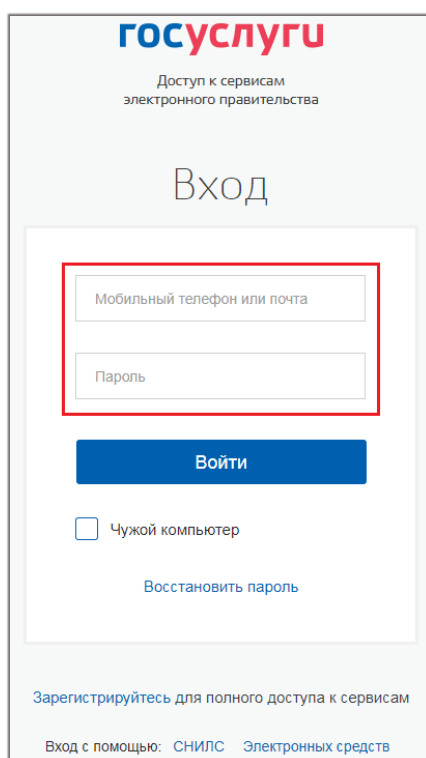 госуслуги
Доступ к сервисам
электронного правительства
Вход
Мобильный телефон или почта
Пароль
Войти
Чужой компьютер
Восстановить пароль
Зарегистрируйтесь для полного доступа к сервисам
Вход с помощью: СНИЛС Электронных средств